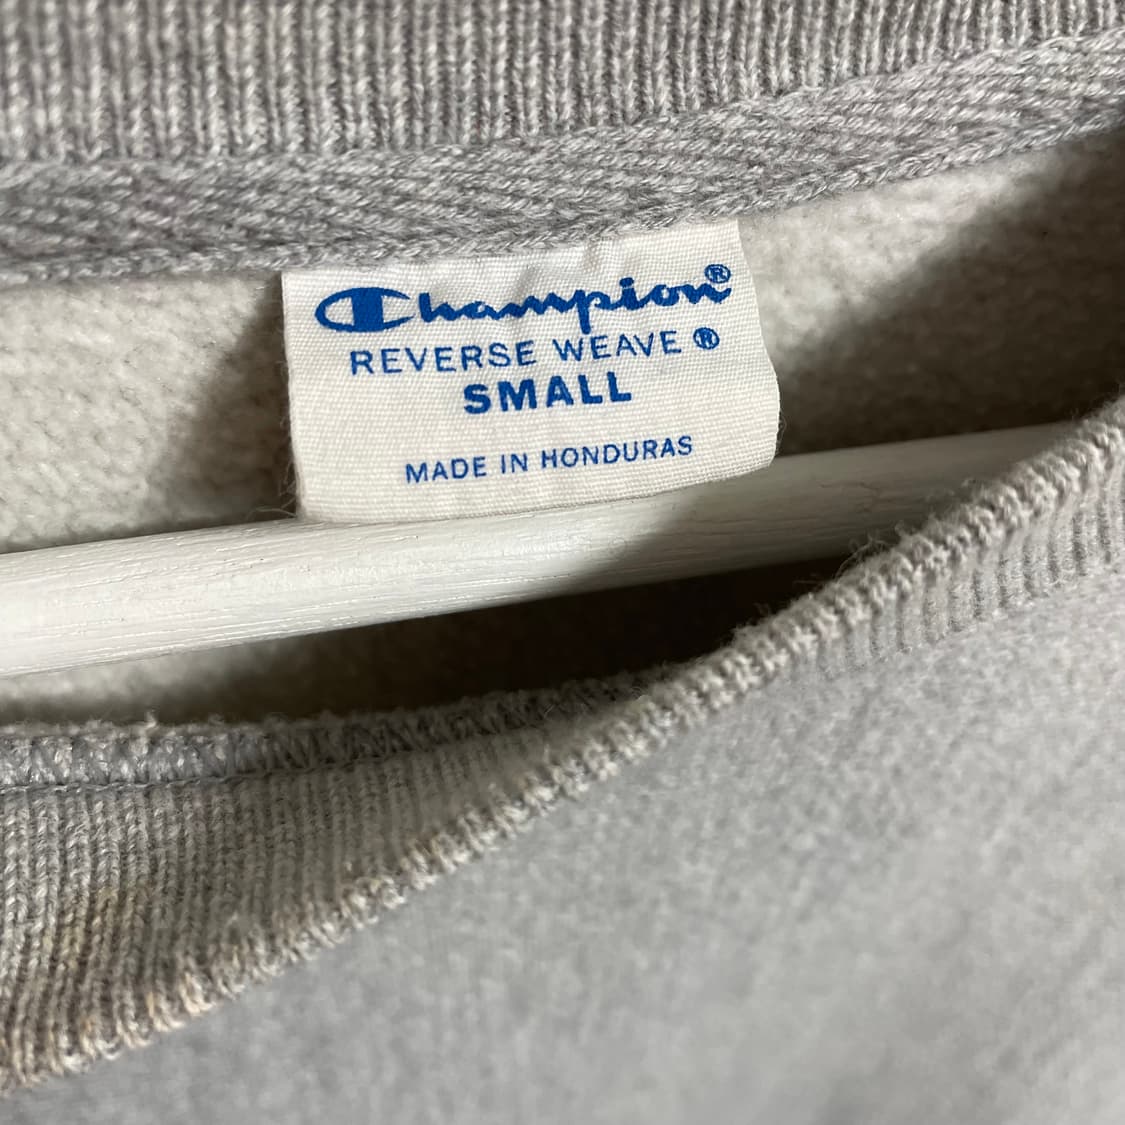 Champion®
REVERSE WEAVE ®
SMALL
MADE IN HONDURAS